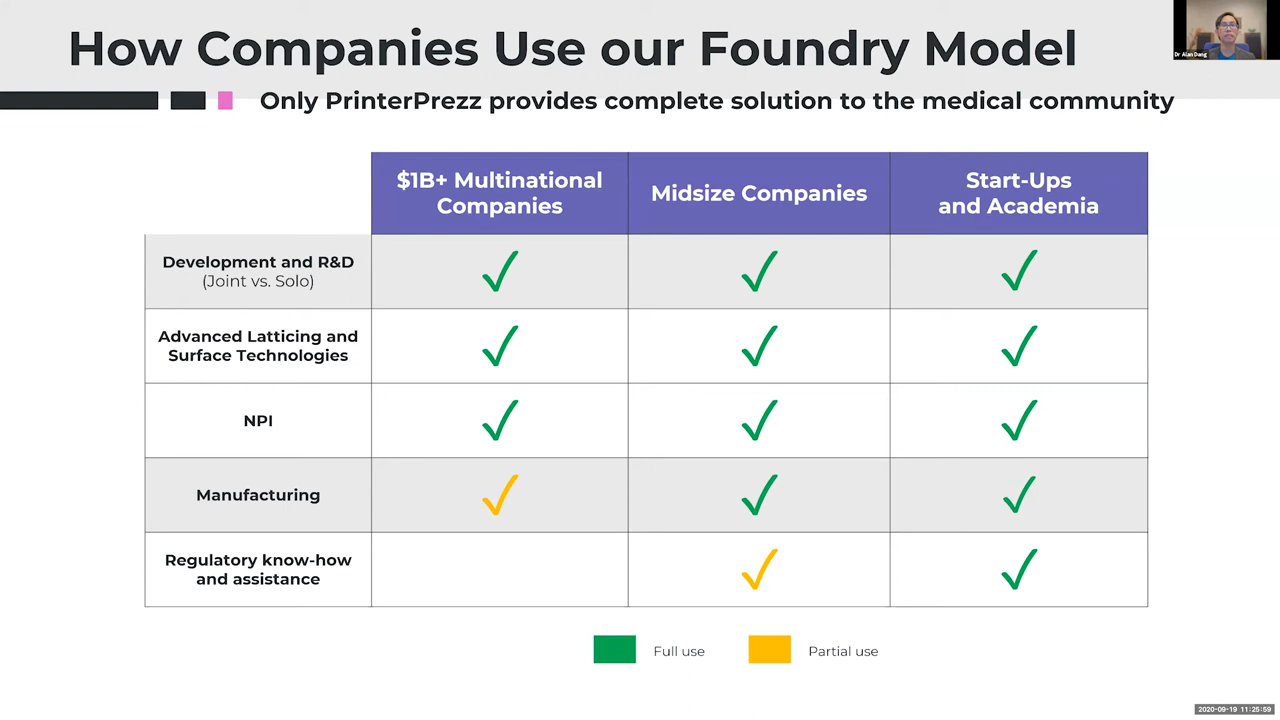 How Companies Use our Foundry Model
Dr Alan Dang
Only PrinterPrezz provides complete solution to the medical community
$1B+ Multinational
Companies
Midsize Companies
Start-Ups
and Academia
Development and R&D
(Joint vs. Solo)
Advanced Latticing and
Surface Technologies
NPI
Manufacturing
Regulatory know-how
and assistance
Full use
Partial use
2020-09-19 11:25:59